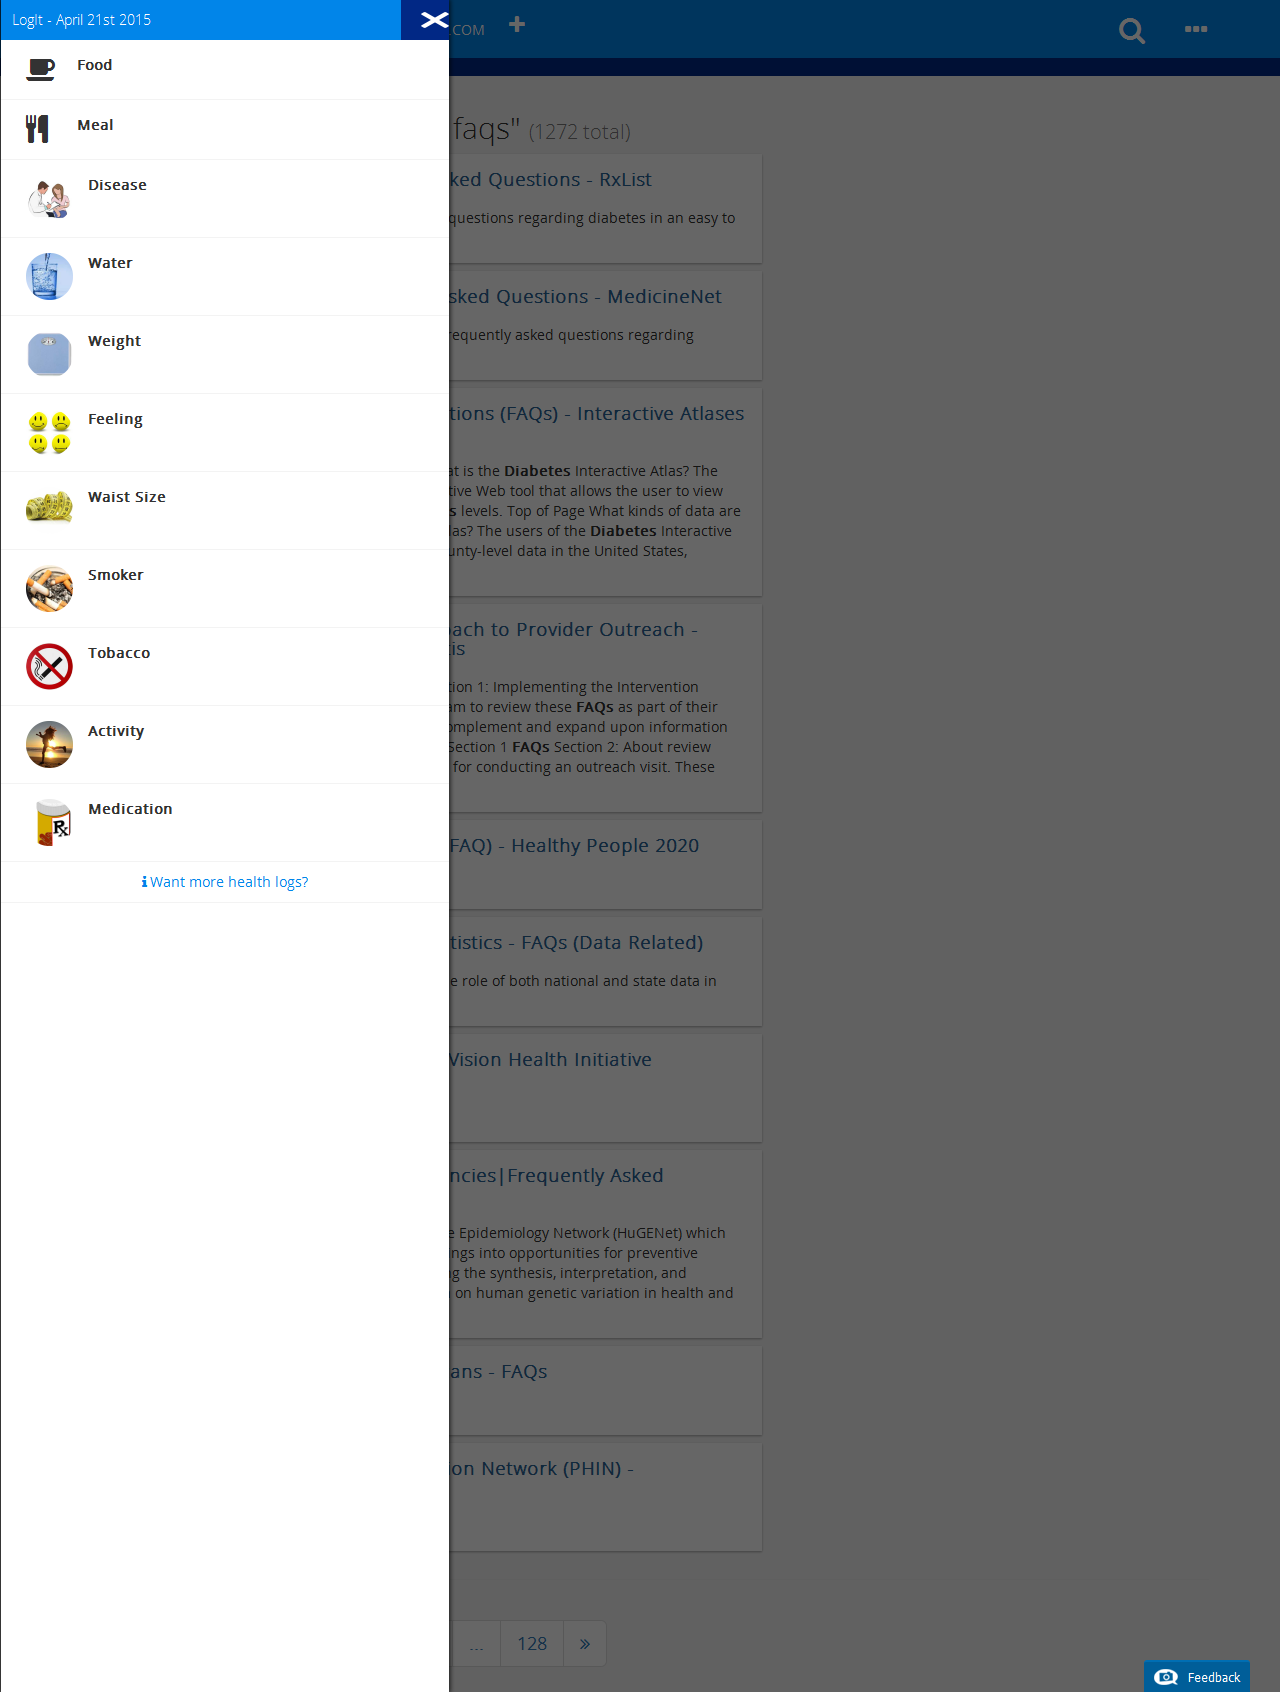 LogIt - April 21st 2015
.COM
Food
Meal
Disease
Water
Weight
Feeling
Waist Size
Smoker
Tobacco
Activity
Medication
Want more health logs?
faqs" (1272 total)
ked Questions - RxList
questions regarding diabetes in an easy to
sked Questions - MedicineNet
requently asked questions regarding
tions (FAQs) - Interactive Atlases
at is the Diabetes Interactive Atlas? The
tive Web tool that allows the user to view
s levels. Top of Page What kinds of data are
las? The users of the Diabetes Interactive
unty-level data in the United States,
ach to Provider Outreach -
is
tion 1: Implementing the Intervention
am to review these FAQs as part of their
omplement and expand upon information
Section 1 FAQs Section 2: About review
for conducting an outreach visit. These
FAQ) - Healthy People 2020
tistics - FAQs (Data Related)
e role of both national and state data in
Vision Health Initiative
ncies|Frequently Asked
e Epidemiology Network (HuGENet) which
ings into opportunities for preventive
ng the synthesis, interpretation, and
on human genetic variation in health and
ans - FAQs
on Network (PHIN) -
... 128 »
Feedback